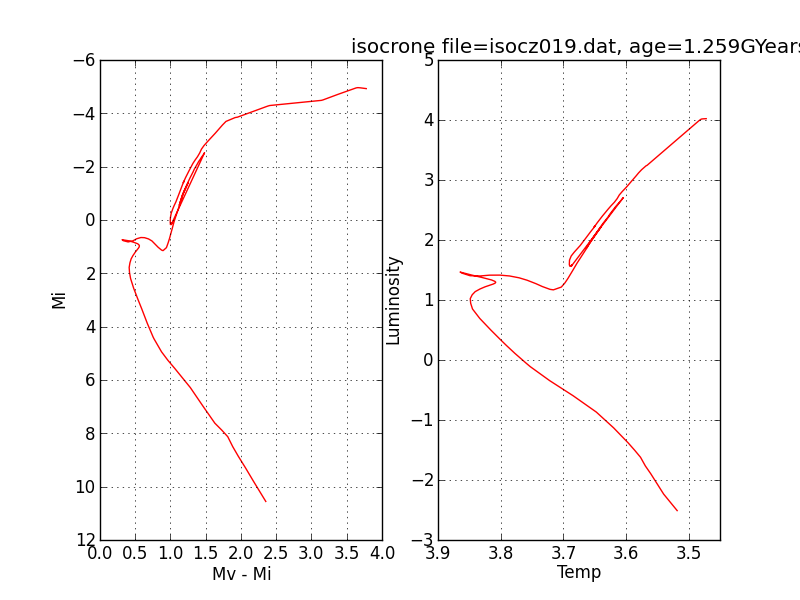 isocrone file=isocz019.dat, age=1.259GYears
−6
−4
−2
0
2
4
6
8
10
12
Mi
0.0 0.5 1.0 1.5 2.0 2.5 3.0 3.5 4.0
Mv - Mi
5
4
3
2
1
0
−1
−2
−3
Luminosity
3.9 3.8 3.7 3.6 3.5
Temp